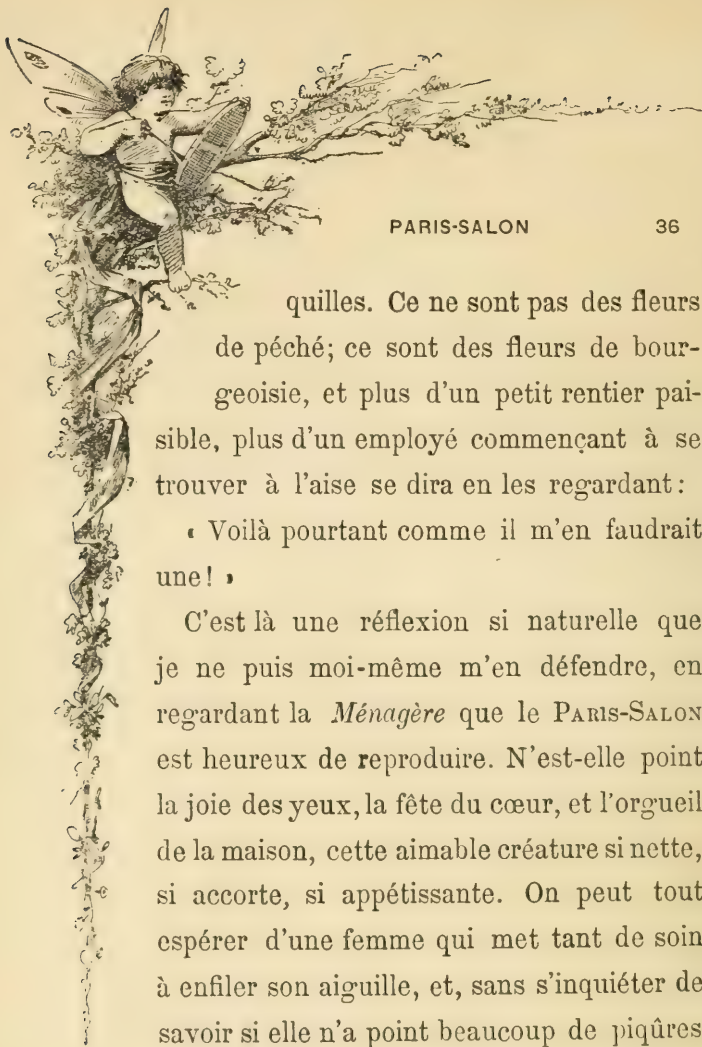 PARIS-SALON 36
quilles. Ce ne sont pas des fleurs
de péché; ce sont des fleurs de bour-
geoisie, et plus d'un petit rentier pai-
sible, plus d'un employé commençant à se
trouver à l'aise se dira en les regardant:
« Voilà pourtant comme il m'en faudrait
une! »
C'est là une réflexion si naturelle que
je ne puis moi-même m'en défendre, en
regardant la Ménagère que le PARIS-SALON
est heureux de reproduire. N'est-elle point
la joie des yeux, la fête du cœur, et l'orgueil
de la maison, cette aimable créature si nette,
si accorte, si appétissante. On peut tout
espérer d'une femme qui met tant de soin
à enfiler son aiguille, et, sans s'inquiéter de
savoir si elle n'a point beaucoup de piqûres